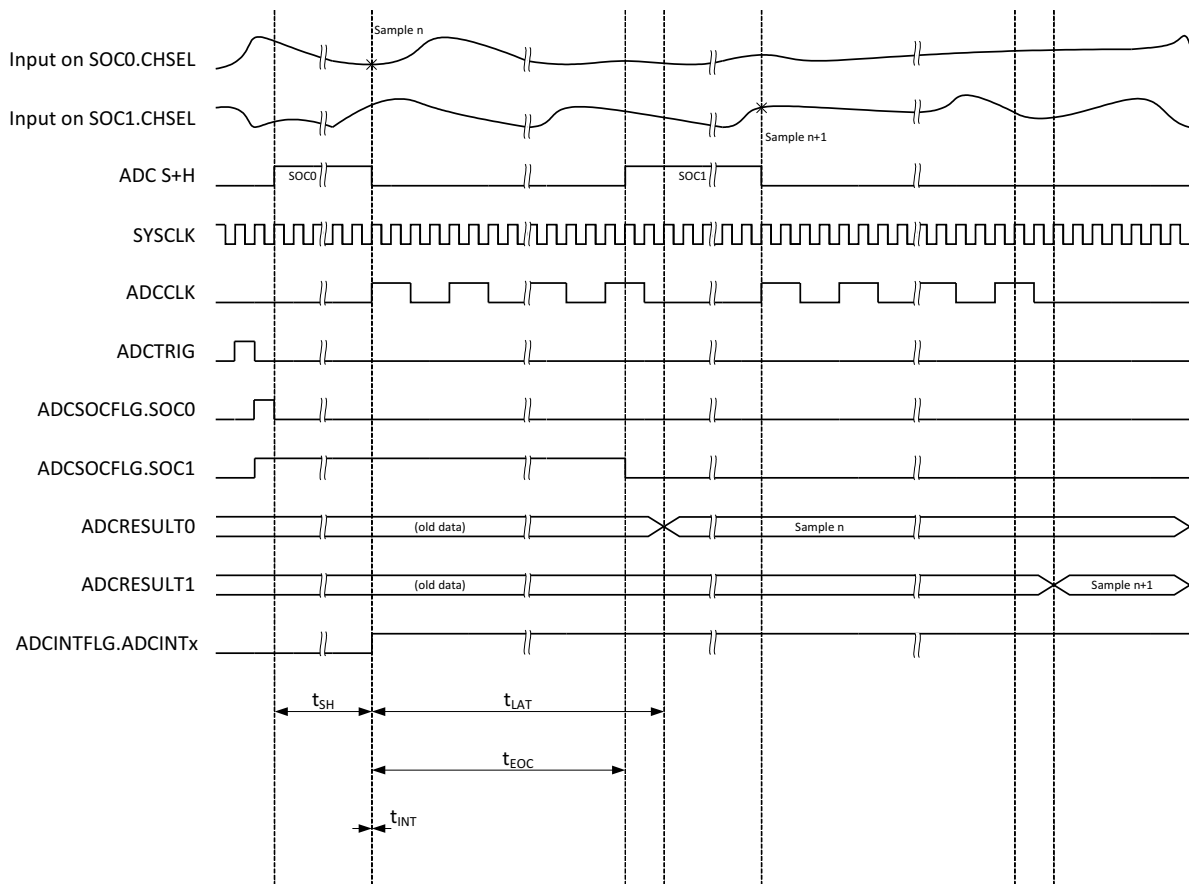 Sample n
Input on SOC0.CHSEL
Input on SOC1.CHSEL
Sample n+1
ADC S+H
SOC0
SOC1
SYSCLK
ADCCLK
ADCTRIG
ADCSOCFLG.SOC0
ADCSOCFLG.SOC1
ADCRESULT0
(old data)
Sample n
ADCRESULT1
(old data)
Sample n+1
ADCINTFLG.ADCINTx
tSH
tLAT
tEOC
tINT